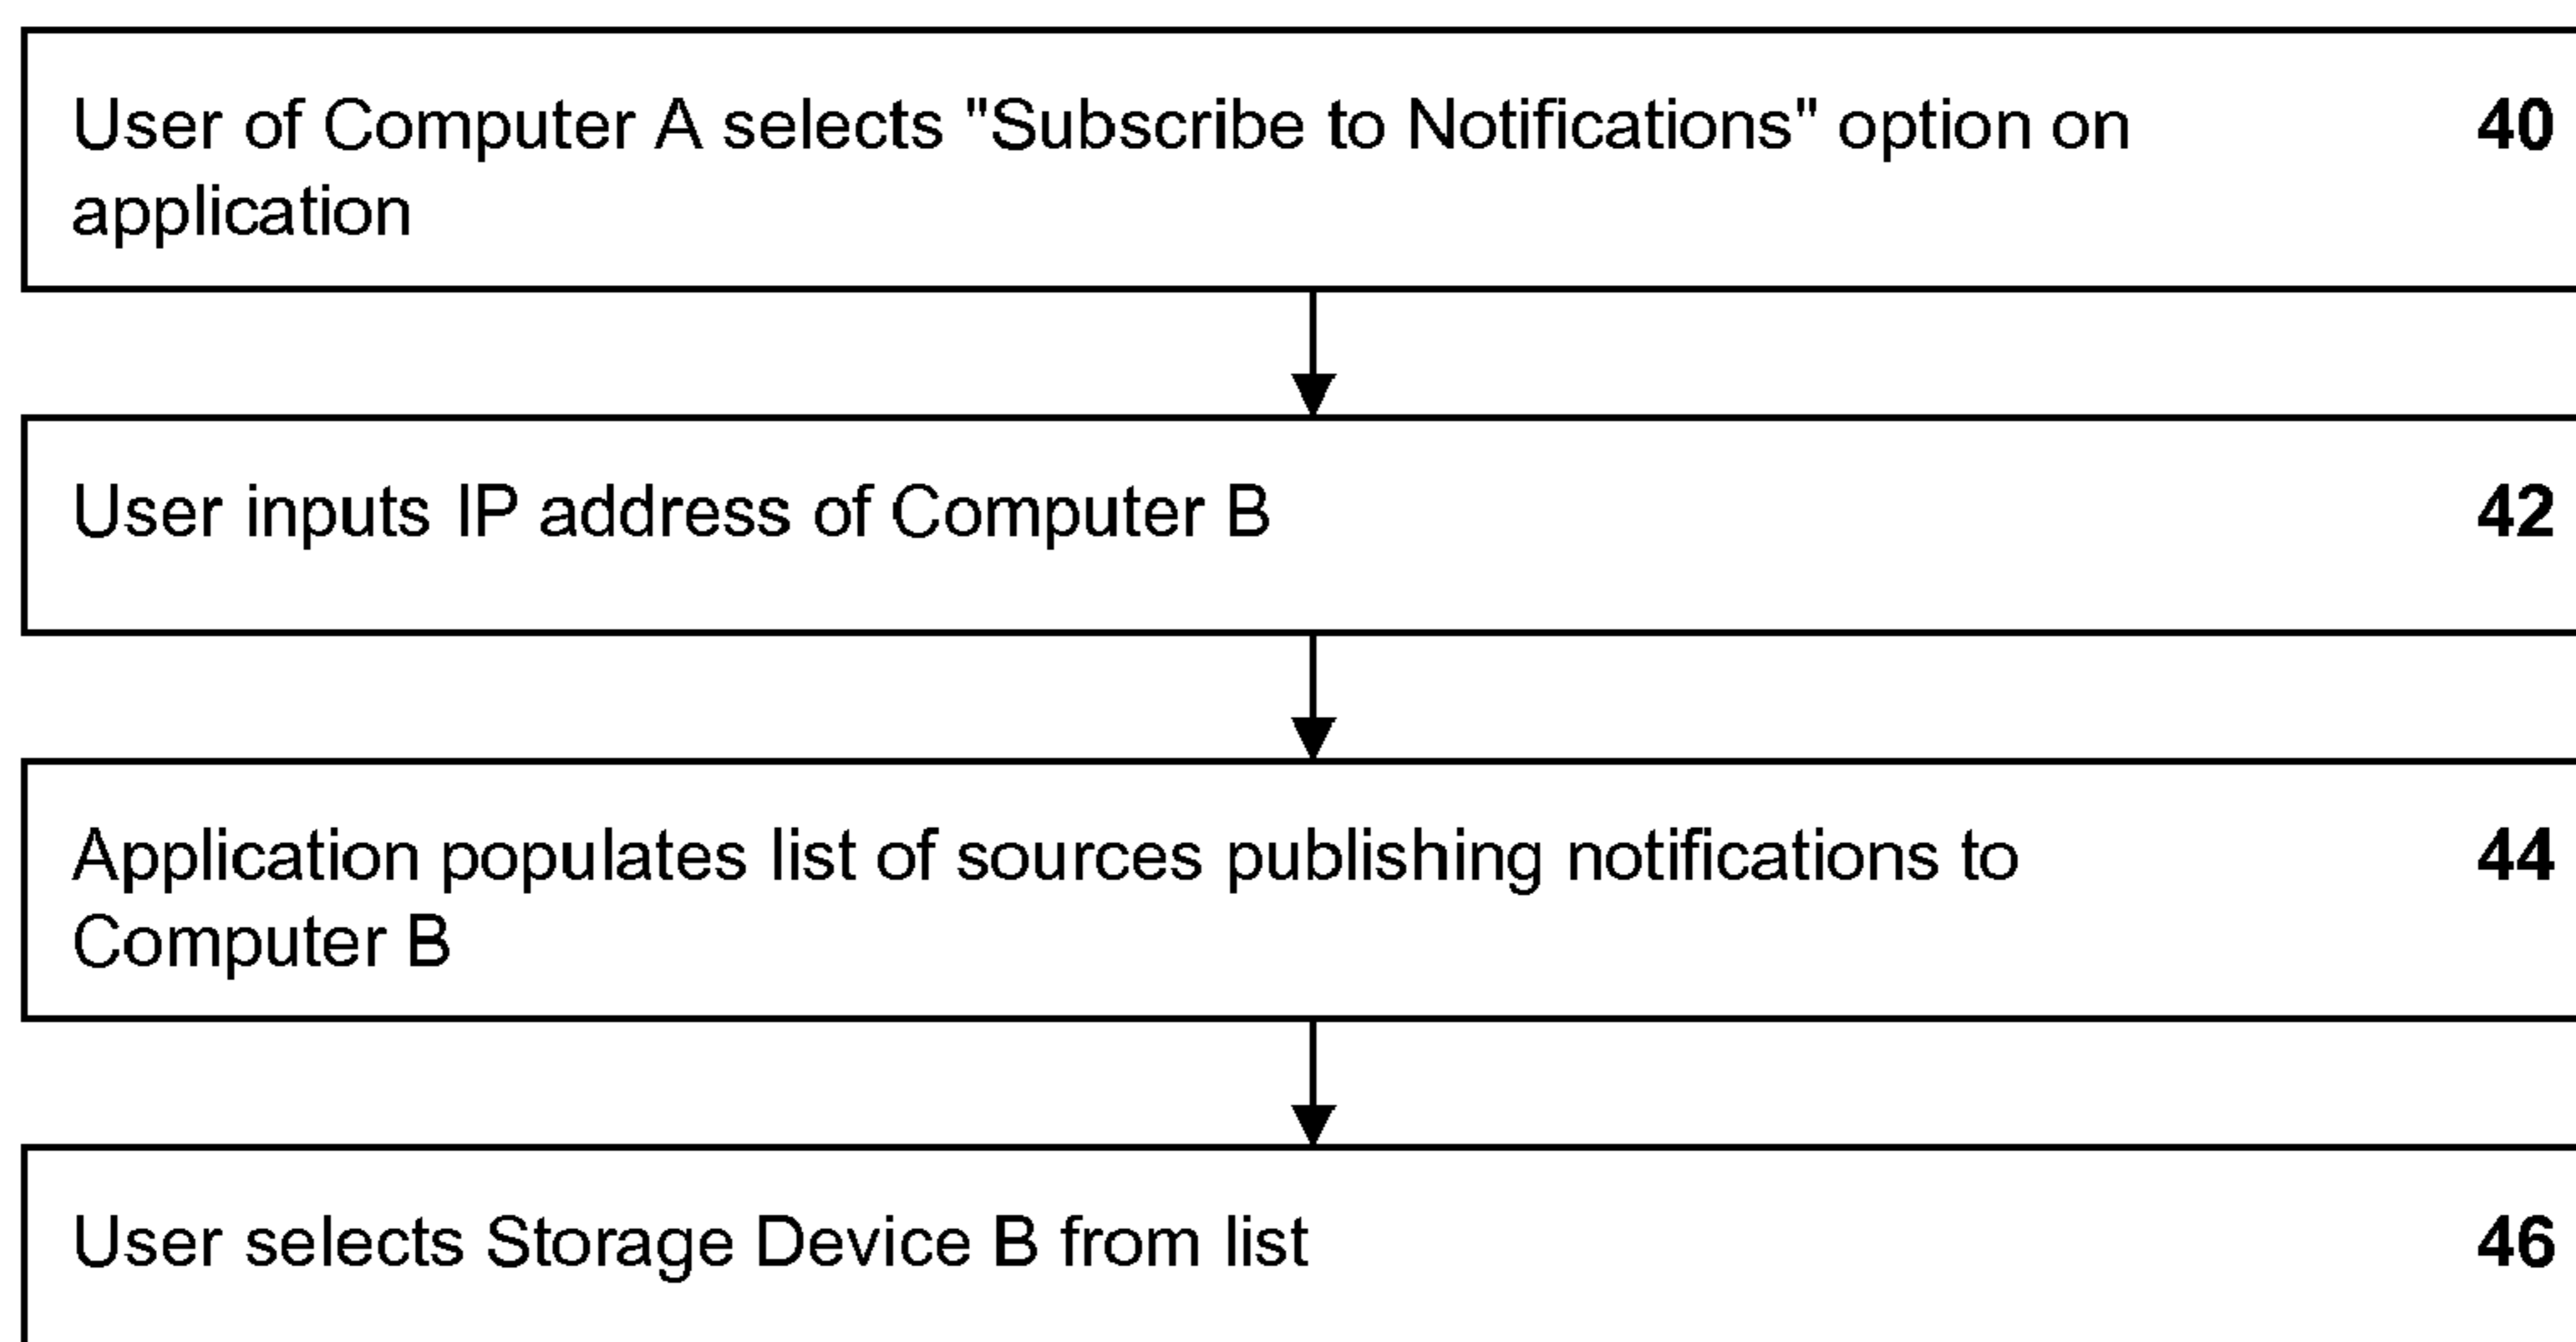 User of Computer A selects "Subscribe to Notifications" option on 40
application
User inputs IP address of Computer B 42
Application populates list of sources publishing notifications to 44
Computer B
User selects Storage Device B from list 46